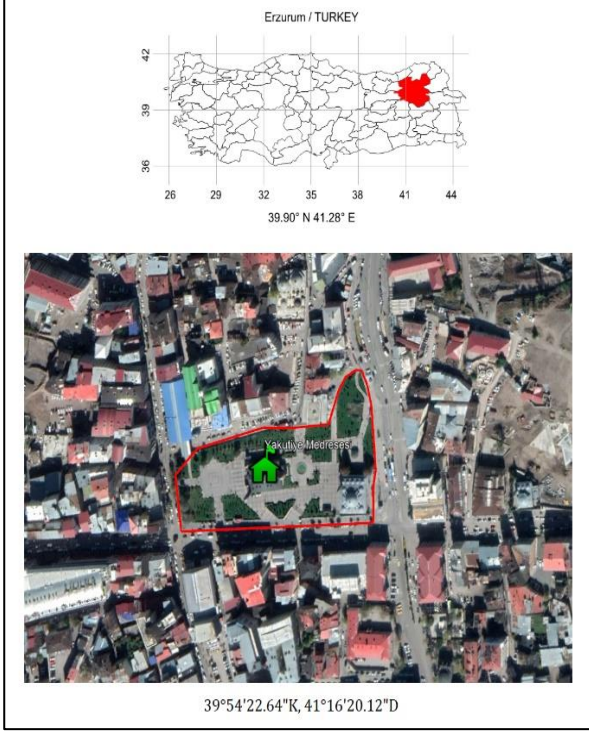 Erzurum / TURKEY
42
39
36
26 29 32 35 38 41 44
39.90° N 41.28° E
Yakutiye Medresesi
39°54'22.64"K, 41°16'20.12"D